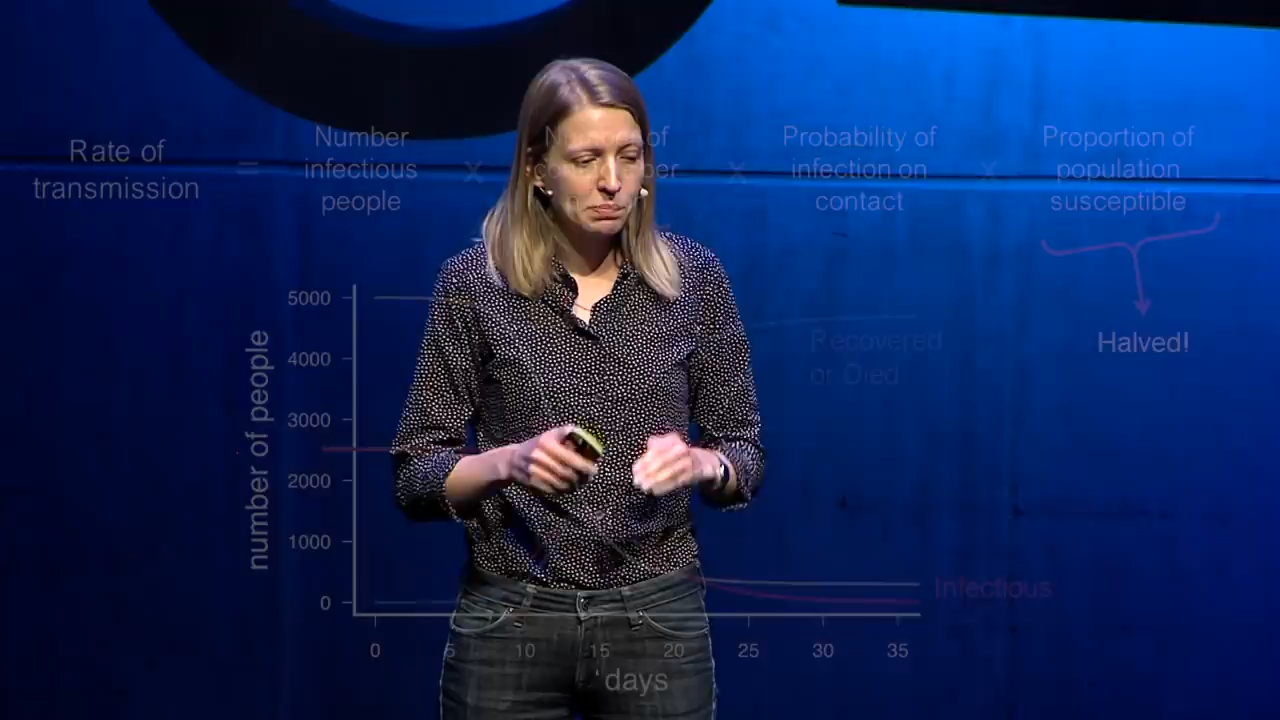 Rate of
transmission
=
Number
infectious
people
x
of
x
Probability of
infection on
contact
x
Proportion of
population
susceptible
Halved!
number of people
5000
4000
3000
2000
1000
0
Recovered
or Died
Infectious
0
5
10
15
20
25
30
35
days